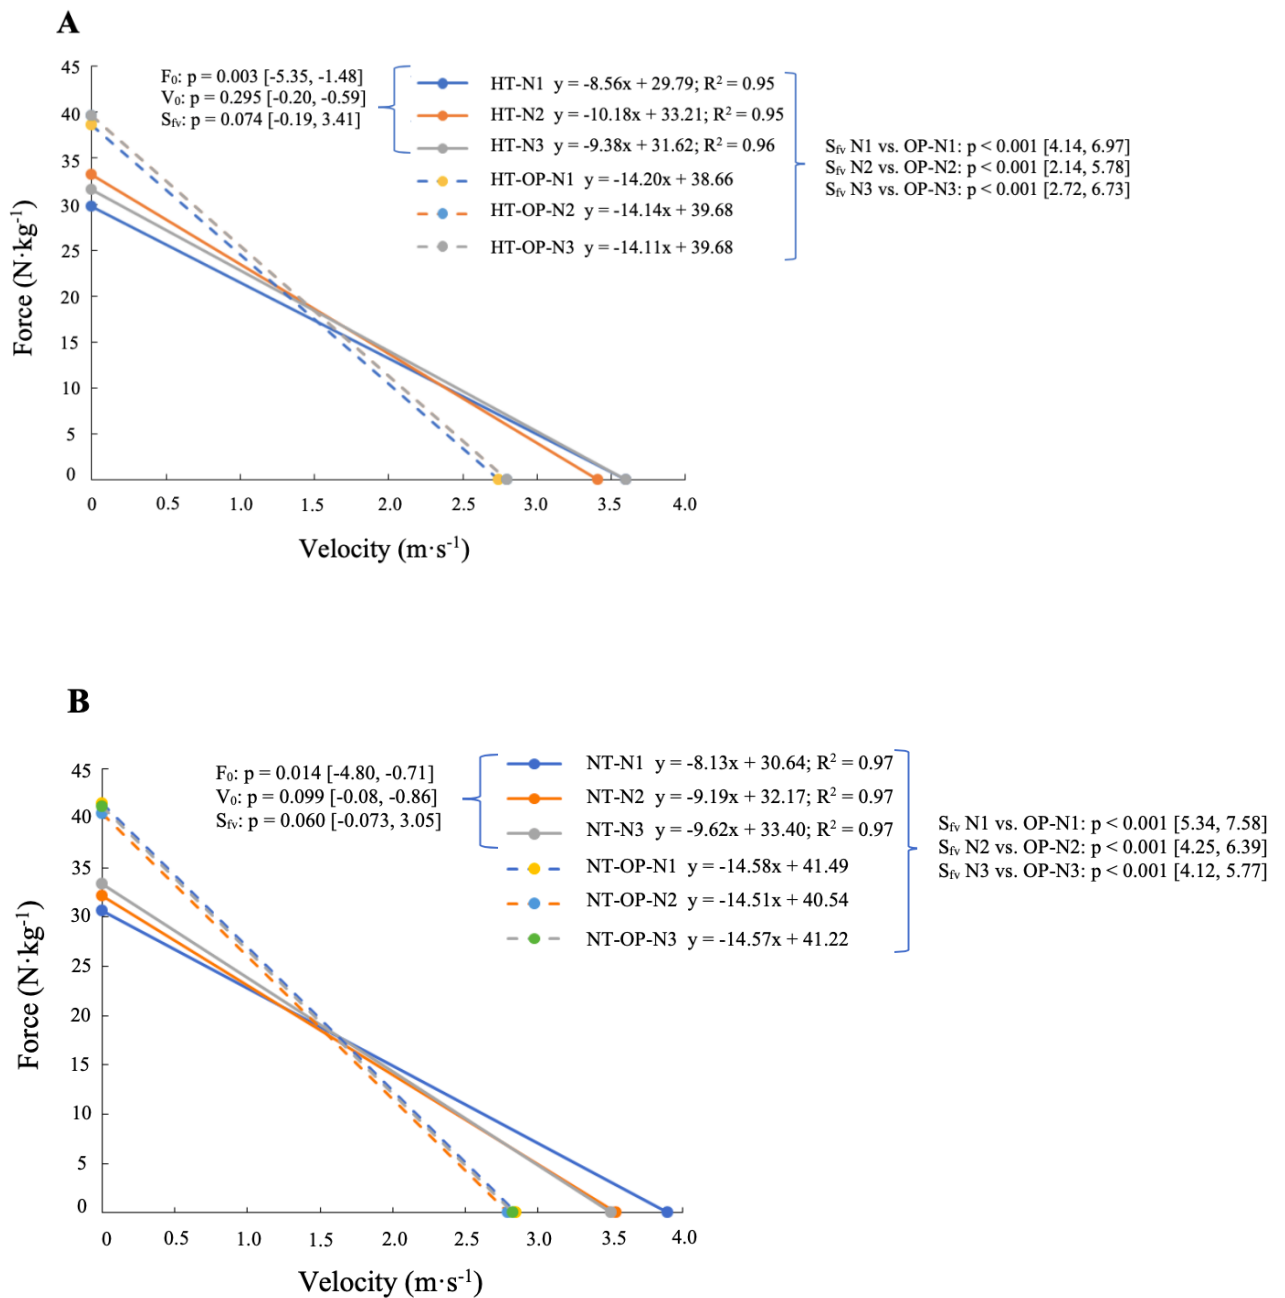 A
F₀: p = 0.003 [-5.35, -1.48]
V₀: p = 0.295 [-0.20, -0.59]
Sfv: p = 0.074 [-0.19, 3.41]
HT-N1 y = -8.56x + 29.79; R² = 0.95
HT-N2 y = -10.18x + 33.21; R² = 0.95
HT-N3 y = -9.38x + 31.62; R² = 0.96
HT-OP-N1 y = -14.20x + 38.66
HT-OP-N2 y = -14.14x + 39.68
HT-OP-N3 y = -14.11x + 39.68
Sfv N1 vs. OP-N1: p < 0.001 [4.14, 6.97]
Sfv N2 vs. OP-N2: p < 0.001 [2.14, 5.78]
Sfv N3 vs. OP-N3: p < 0.001 [2.72, 6.73]
Force (N·kg⁻¹)
45
40
35
30
25
20
15
10
5
0
0 0.5 1.0 1.5 2.0 2.5 3.0 3.5 4.0
Velocity (m·s⁻¹)
B
F₀: p = 0.014 [-4.80, -0.71]
V₀: p = 0.099 [-0.08, -0.86]
Sfv: p = 0.060 [-0.073, 3.05]
NT-N1 y = -8.13x + 30.64; R² = 0.97
NT-N2 y = -9.19x + 32.17; R² = 0.97
NT-N3 y = -9.62x + 33.40; R² = 0.97
NT-OP-N1 y = -14.58x + 41.49
NT-OP-N2 y = -14.51x + 40.54
NT-OP-N3 y = -14.57x + 41.22
Sfv N1 vs. OP-N1: p < 0.001 [5.34, 7.58]
Sfv N2 vs. OP-N2: p < 0.001 [4.25, 6.39]
Sfv N3 vs. OP-N3: p < 0.001 [4.12, 5.77]
Force (N·kg⁻¹)
45
40
35
30
25
20
15
10
5
0
0 0.5 1.0 1.5 2.0 2.5 3.0 3.5 4.0
Velocity (m·s⁻¹)